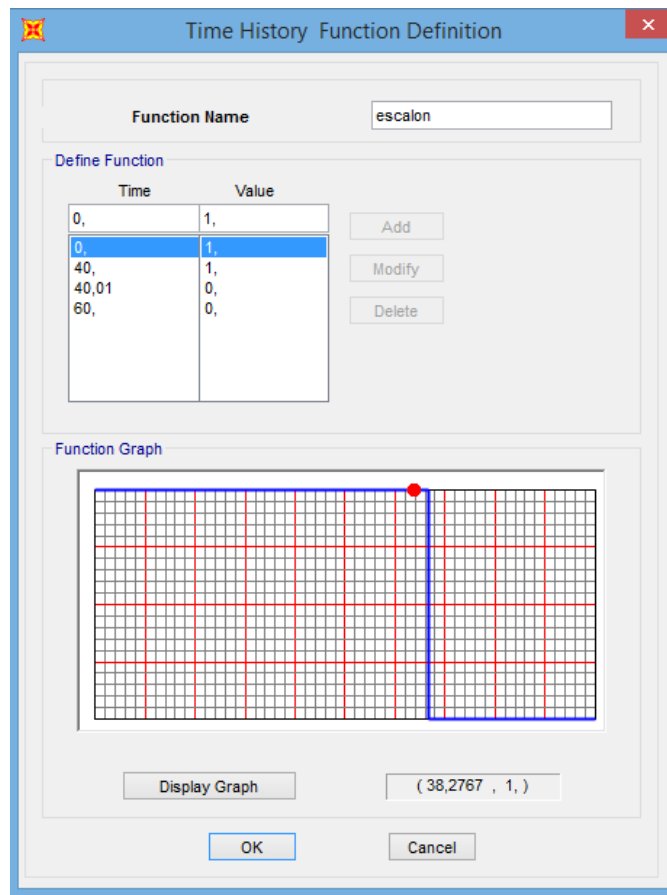 Time History Function Definition
Function Name escalon
Define Function
Time Value
0, 1,
Add
0, 1,
40, 1,
Modify
40,01 0,
60, 0,
Delete
Function Graph
Display Graph ( 38,2767 , 1, )
OK Cancel